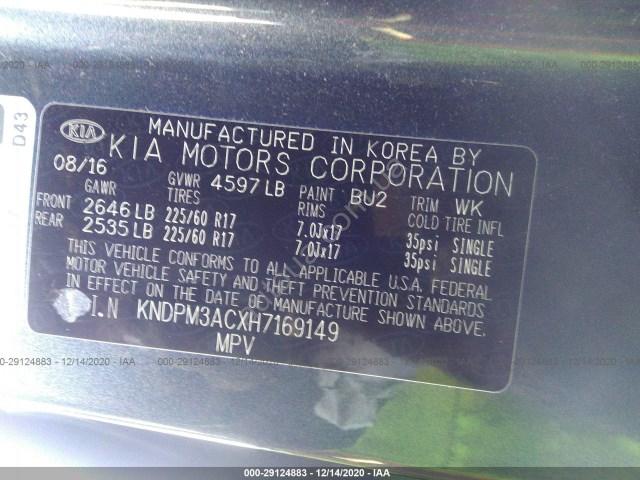 000-29124883 - 12/14/2020 - IAA
D43
KIA
MANUFACTURED IN KOREA BY
KIA MOTORS CORPORATION
08/16
GVWR 4597 LB PAINT BU2 TRIM WK
GAWR TIRES RIMS COLD TIRE INFL
FRONT 2646 LB 225/60 R17 7.0Jx17 35psi SINGLE
REAR 2535 LB 225/60 R17 7.0Jx17 35psi SINGLE
THIS VEHICLE CONFORMS TO ALL APPLICABLE U.S.A. FEDERAL
MOTOR VEHICLE SAFETY AND THEFT PREVENTION STANDARDS
IN EFFECT ON THE DATE OF MANUFACTURE SHOWN ABOVE.
I.N KNDPM3ACXH7169149
MPV
000-29124883 - 12/14/2020 - IAA
000-29124883 - 12/14/2020 - IAA